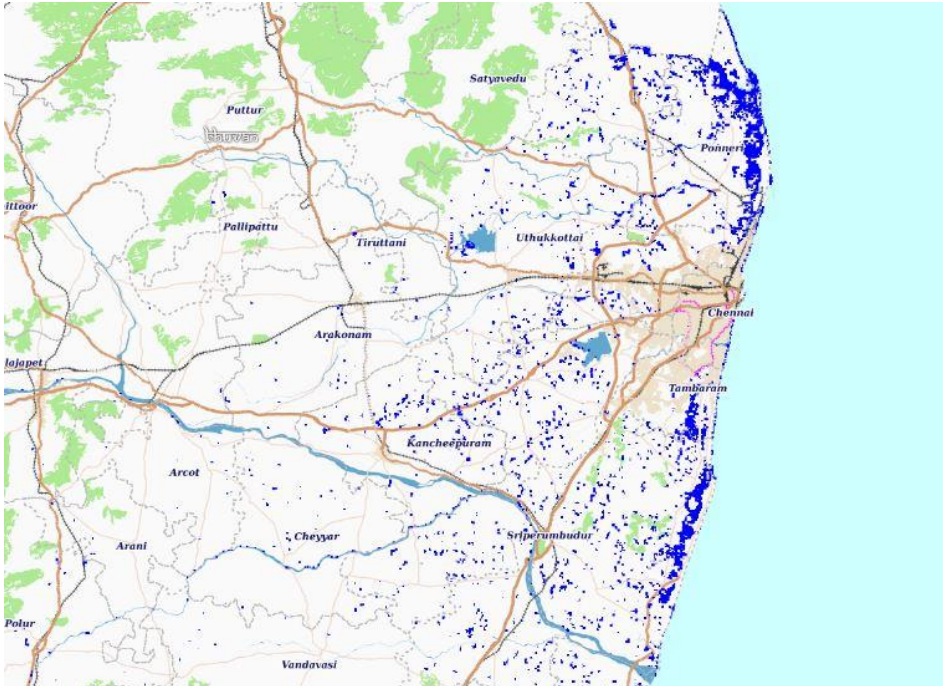 Satyavedu
Puttur
Ponneri
ittoor
Pallipattu
Tiruttani
Uthukkottai
Chennai
Arakonam
lajapet
Tambaram
Kancheepuram
Arcot
Cheyyar
Sriperumbudur
Arani
Polur
Vandavasi